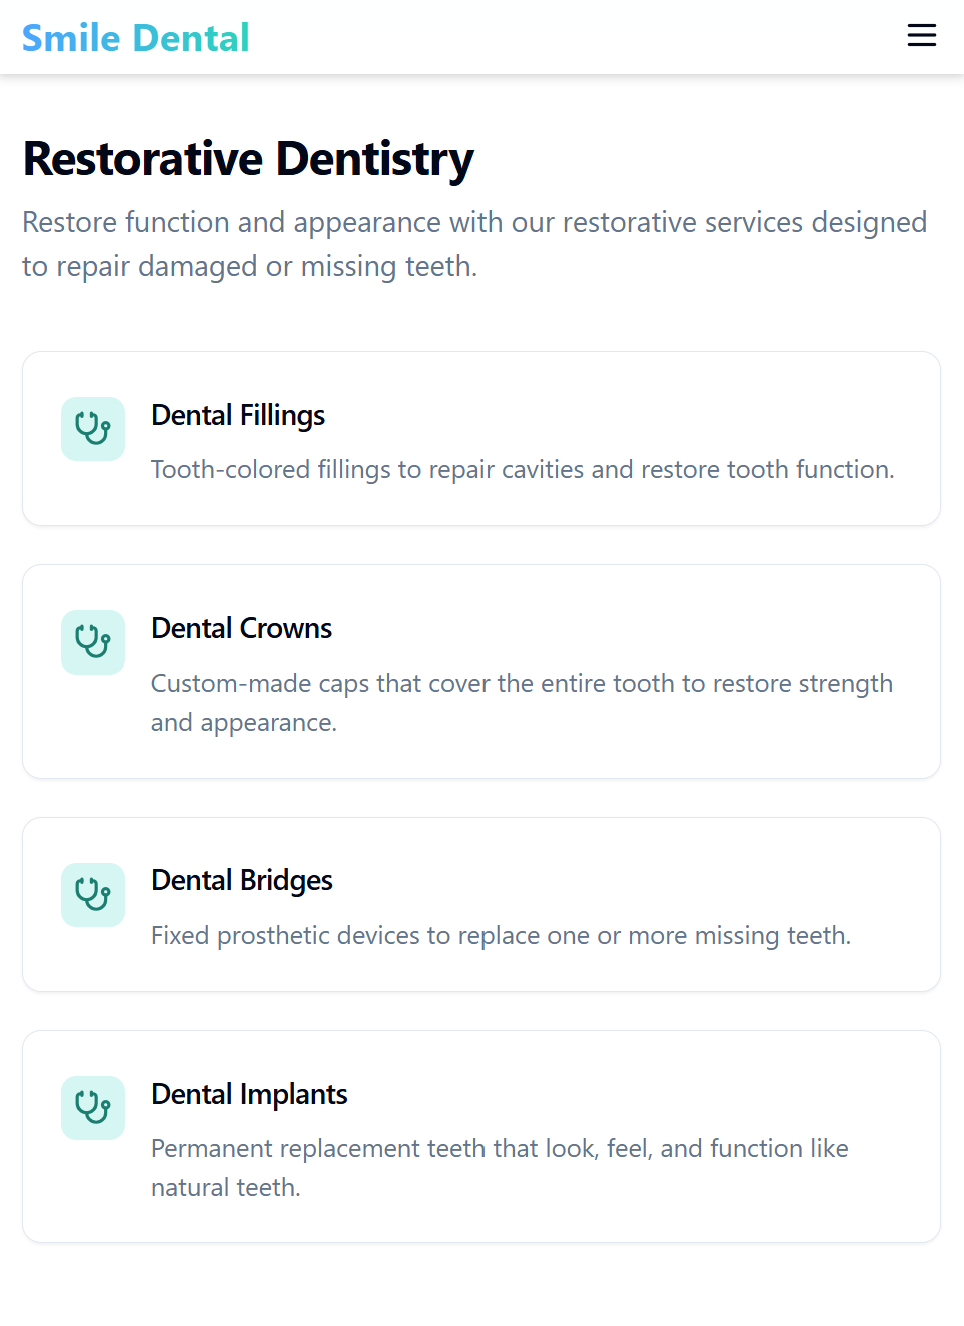 Smile Dental
Restorative Dentistry
Restore function and appearance with our restorative services designed
to repair damaged or missing teeth.
Dental Fillings
Tooth-colored fillings to repair cavities and restore tooth function.
Dental Crowns
Custom-made caps that cover the entire tooth to restore strength
and appearance.
Dental Bridges
Fixed prosthetic devices to replace one or more missing teeth.
Dental Implants
Permanent replacement teeth that look, feel, and function like
natural teeth.